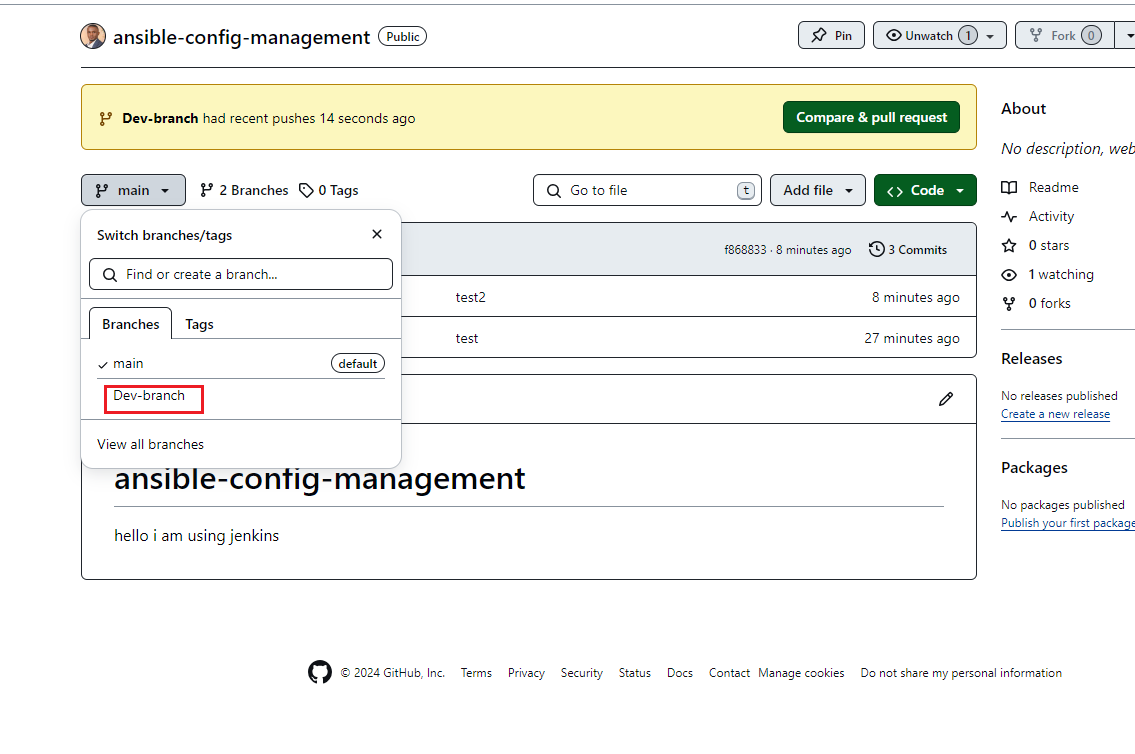 ansible-config-management Public Pin Unwatch 1 Fork 0
Dev-branch had recent pushes 14 seconds ago Compare & pull request
main 2 Branches 0 Tags Go to file t Add file Code
Switch branches/tags
Find or create a branch...
Branches Tags
main default
Dev-branch
View all branches
f868833 · 8 minutes ago 3 Commits
test2 8 minutes ago
test 27 minutes ago
ansible-config-management
hello i am using jenkins
About
No description, web
Readme
Activity
0 stars
1 watching
0 forks
Releases
No releases published
Create a new release
Packages
No packages published
Publish your first package
© 2024 GitHub, Inc. Terms Privacy Security Status Docs Contact Manage cookies Do not share my personal information